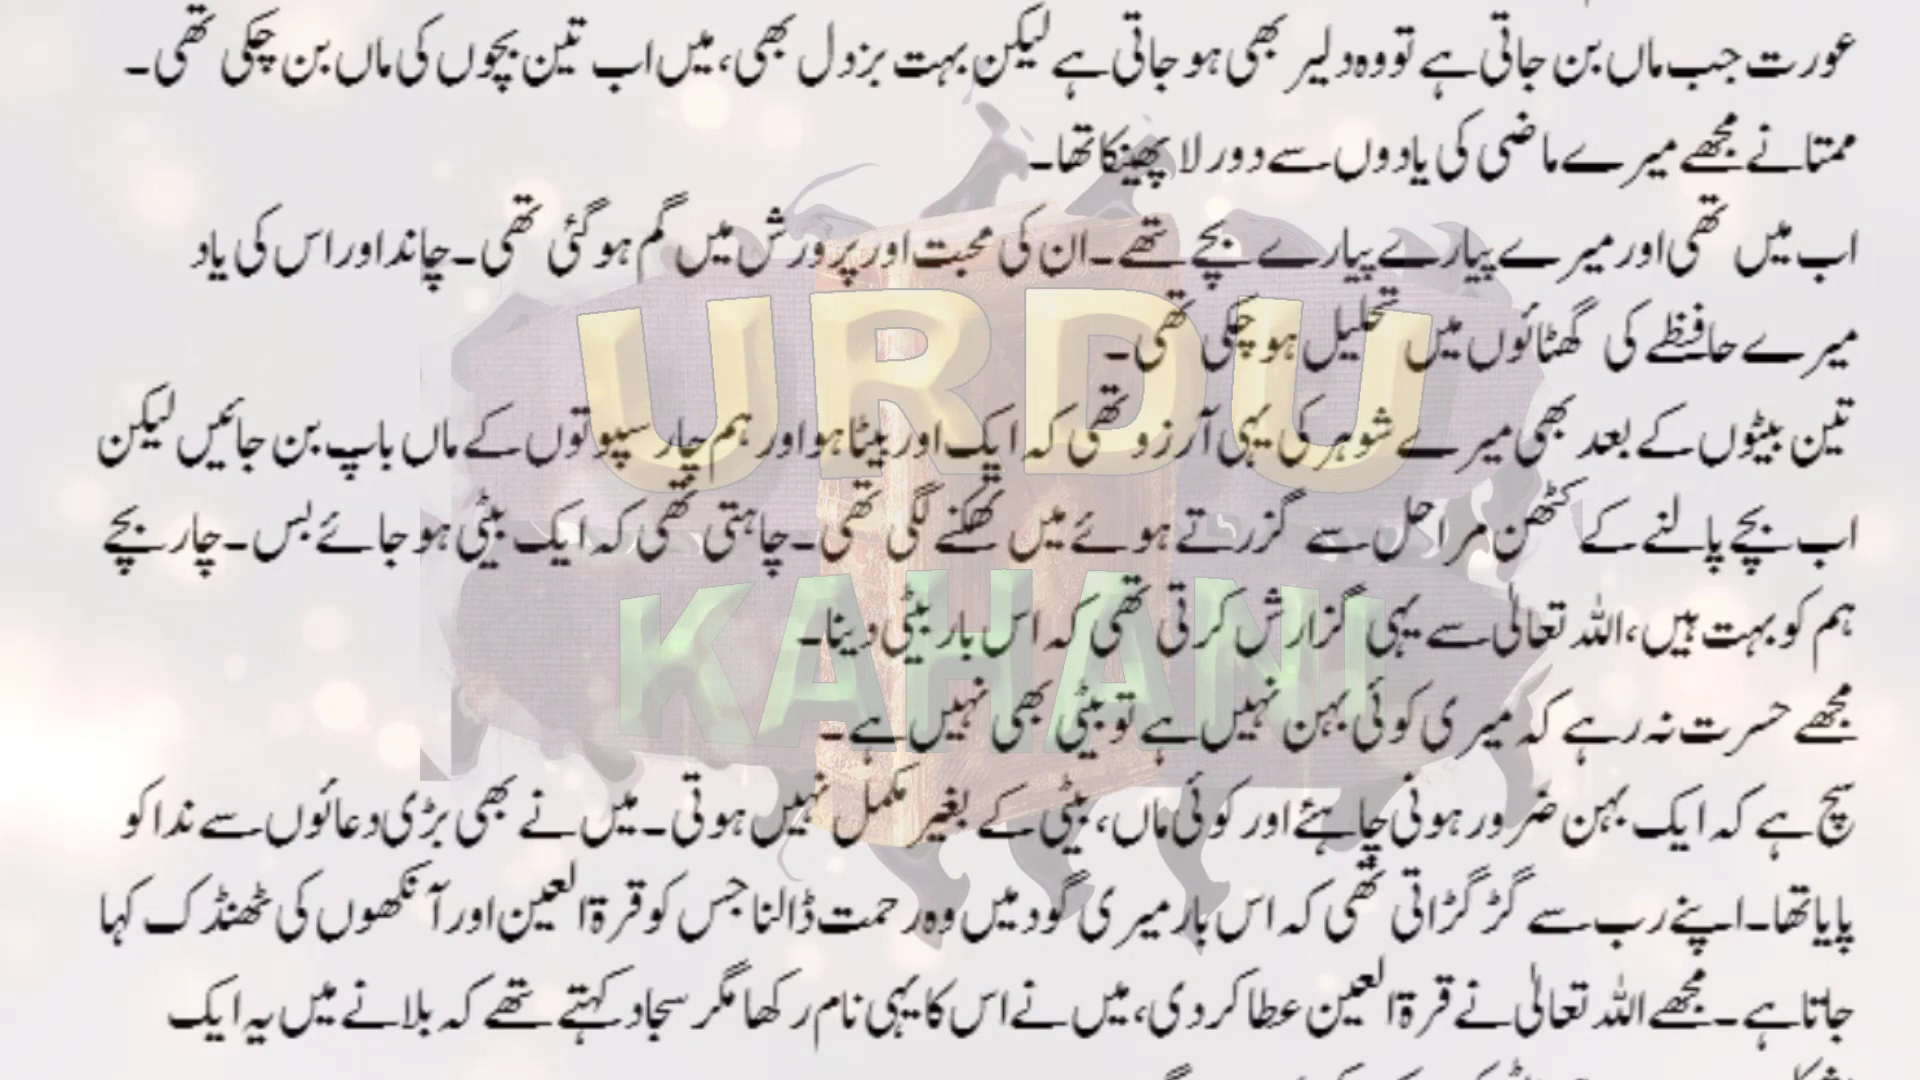 عورت جب ماں بن جاتی ہے تو وہ دلیر بھی ہو جاتی ہے لیکن بہت بزدل بھی، میں اب تین بچوں کی ماں بن چکی تھی۔
ممتا نے مجھے میرے ماضی کی یادوں سے دور لا پھینکا تھا۔
اب میں تھی اور میرے پیارے پیارے بچے تھے۔ ان کی محبت اور پرورش میں گم ہو گئی تھی۔ چاند اور اس کی یاد
میرے حافظے کی گھٹائوں میں تحلیل ہو چکی تھی۔
تین بیٹوں کے بعد بھی میرے شوہر کی یہی آرزو تھی کہ ایک اور بیٹا ہو اور ہم چار سپوتوں کے ماں باپ بن جائیں لیکن
اب بچے پالنے کے کٹھن مراحل سے گزرتے ہوئے میں تھکنے لگی تھی۔ چاہتی تھی کہ ایک بیٹی ہو جائے بس۔ چار بچے
ہم کو بہت ہیں، اللہ تعالیٰ سے یہی گزارش کرتی تھی کہ اس بار بیٹی دینا۔
مجھے حسرت نہ رہے کہ میری کوئی بہن نہیں ہے تو بیٹی بھی نہیں ہے۔
سچ ہے کہ ایک بہن ضرور ہونی چاہئے اور کوئی ماں، بیٹی کے بغیر مکمل نہیں ہوتی۔ میں نے بھی بڑی دعائوں سے ندا کو
پایا تھا۔ اپنے رب سے گڑگڑاتی تھی کہ اس بار میری گود میں وہ رحمت ڈالنا جس کو قرۃ العین اور آنکھوں کی ٹھنڈک کہا
جاتا ہے۔ مجھے اللہ تعالیٰ نے قرۃ العین عطا کر دی، میں نے اس کا یہی نام رکھا مگر سجاد کہتے تھے کہ بلانے میں یہ ایک
URDU
KAHANI